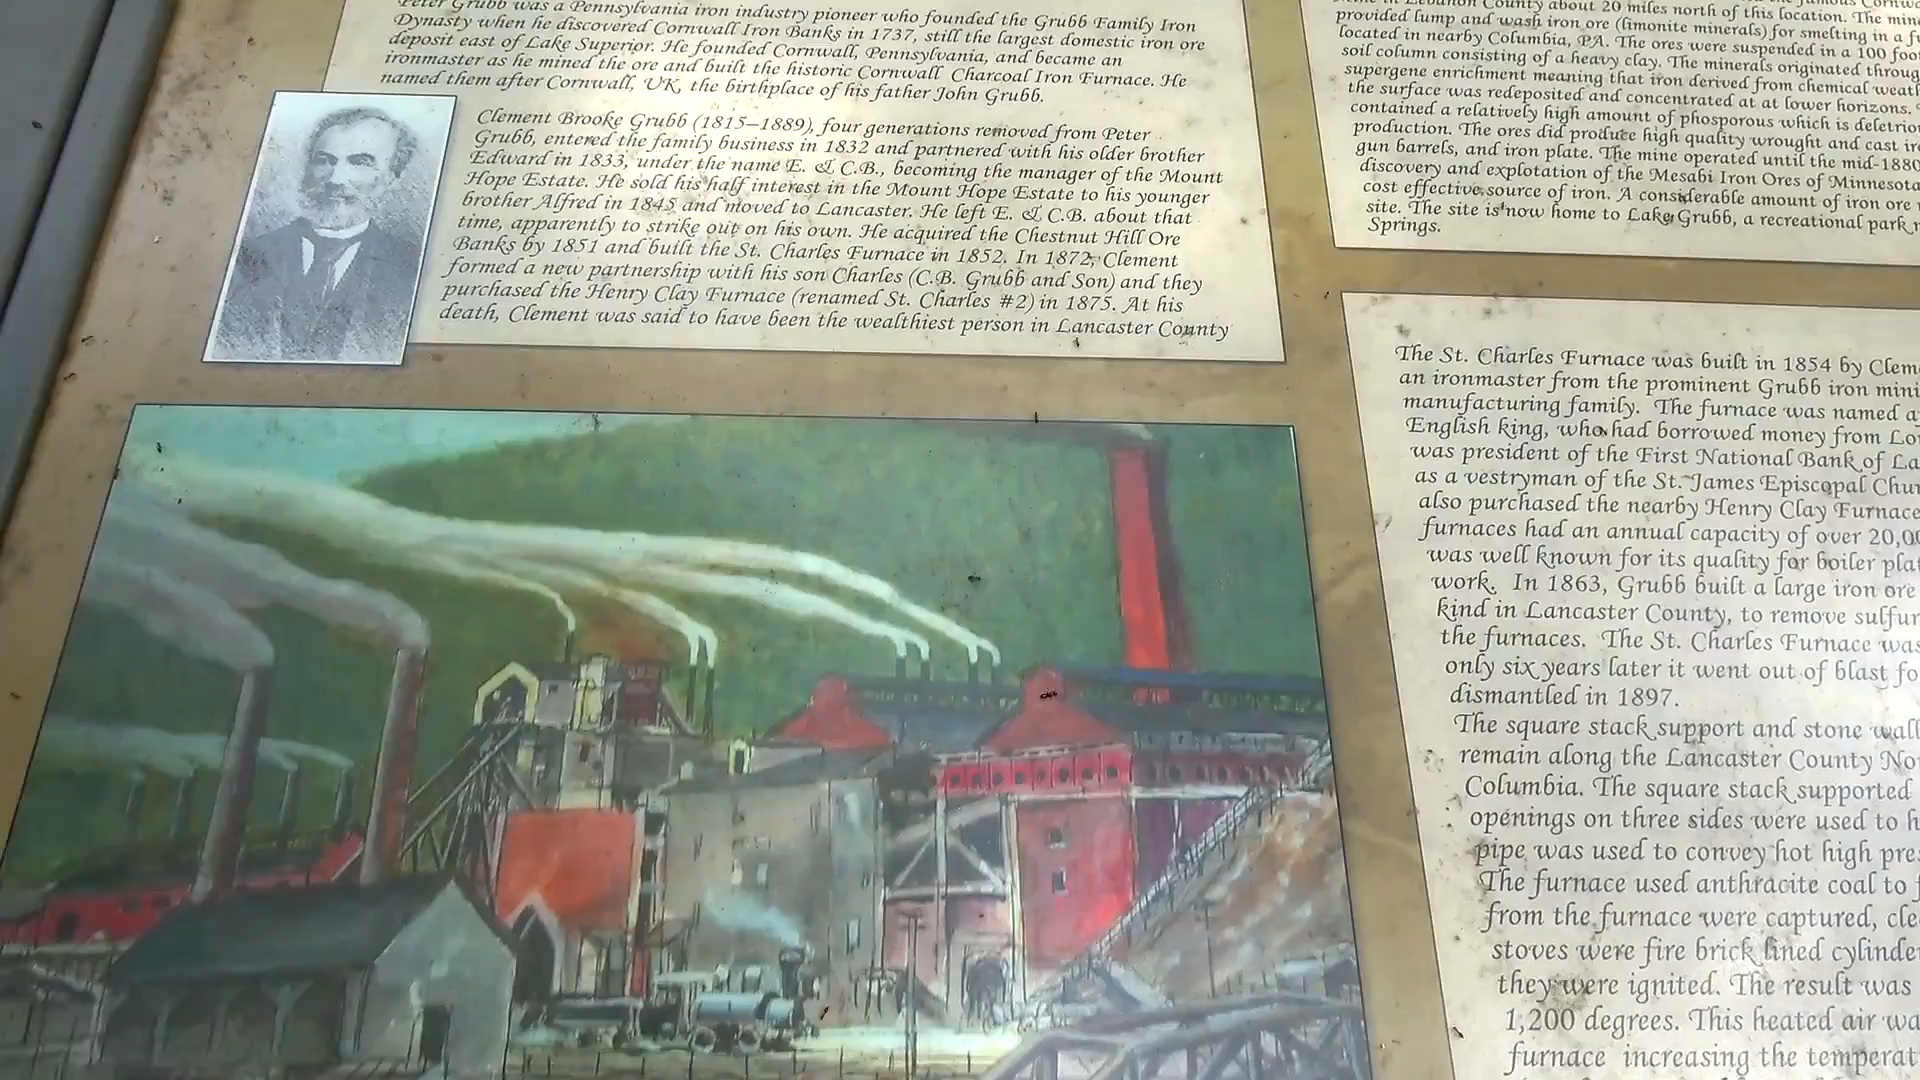 Peter Grubb was a Pennsylvania iron industry pioneer who founded the Grubb Family Iron
Dynasty when he discovered Cornwall Iron Banks in 1737, still the largest domestic iron ore
deposit east of Lake Superior. He founded Cornwall, Pennsylvania, and became an
ironmaster as he mined the ore and built the historic Cornwall Charcoal Iron Furnace. He
named them after Cornwall, UK, the birthplace of his father John Grubb.
Clement Brooke Grubb (1815–1889), four generations removed from Peter
Grubb, entered the family business in 1832 and partnered with his older brother
Edward in 1833, under the name E. & C.B., becoming the manager of the Mount
Hope Estate. He sold his half interest in the Mount Hope Estate to his younger
brother Alfred in 1845 and moved to Lancaster. He left E. & C.B. about that
time, apparently to strike out on his own. He acquired the Chestnut Hill Ore
Banks by 1851 and built the St. Charles Furnace in 1852. In 1872, Clement
formed a new partnership with his son Charles (C.B. Grubb and Son) and they
purchased the Henry Clay Furnace (renamed St. Charles #2) in 1875. At his
death, Clement was said to have been the wealthiest person in Lancaster County
in Lebanon County about 20 miles north of this location. The
provided lump and wash iron ore (limonite minerals) for smelting in a
located in nearby Columbia, PA. The ores were suspended in a 100
soil column consisting of a heavy clay. The minerals originated
supergene enrichment meaning that iron derived from chemical
the surface was redeposited and concentrated at at lower horizons.
contained a relatively high amount of phosporous which is
production. The ores did produce high quality wrought and cast
gun barrels, and iron plate. The mine operated until the
discovery and explotation of the Mesabi Iron Ores of Minnesota
cost effective source of iron. A considerable amount of iron ore
site. The site is now home to Lake Grubb, a recreational park
Springs.
The St. Charles Furnace was built in 1854 by
an ironmaster from the prominent Grubb iron
manufacturing family. The furnace was named
English king, who had borrowed money from
was president of the First National Bank of
as a vestryman of the St. James Episcopal
also purchased the nearby Henry Clay Furnace
furnaces had an annual capacity of over
was well known for its quality for boiler
work. In 1863, Grubb built a large iron ore
kind in Lancaster County, to remove
the furnaces. The St. Charles Furnace was
only six years later it went out of blast
dismantled in 1897.
The square stack support and stone
remain along the Lancaster County
Columbia. The square stack supported
openings on three sides were used to
pipe was used to convey hot high
The furnace used anthracite coal to
from the furnace were captured,
stoves were fire brick lined
they were ignited. The result was
1,200 degrees. This heated air
furnace increasing the